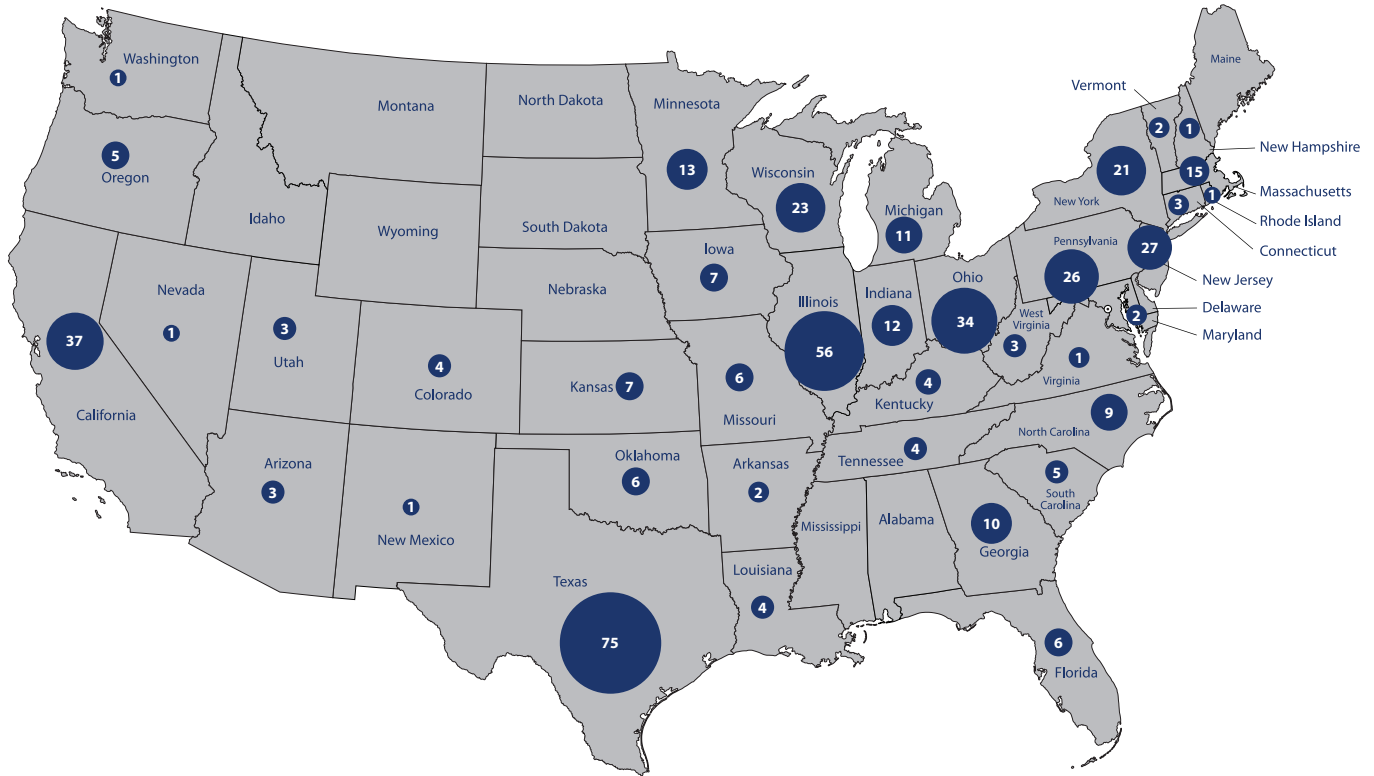 Washington
1
Montana
North Dakota
Minnesota
Maine
Vermont
2
1
New Hampshire
5
Oregon
13
Wisconsin
23
21
New York
15
Massachusetts
1
Rhode Island
3
Connecticut
Idaho
Wyoming
South Dakota
Michigan
11
Pennsylvania
26
27
New Jersey
Iowa
7
Nebraska
Nevada
1
3
Utah
Illinois
56
Indiana
12
Ohio
34
West
Virginia
3
2
Delaware
Maryland
37
California
4
Colorado
Kansas
7
6
Missouri
4
Kentucky
1
Virginia
9
North Carolina
Arizona
3
1
New Mexico
Oklahoma
6
Arkansas
2
4
Tennessee
5
South
Carolina
Mississippi
Alabama
10
Georgia
Texas
75
Louisiana
4
6
Florida